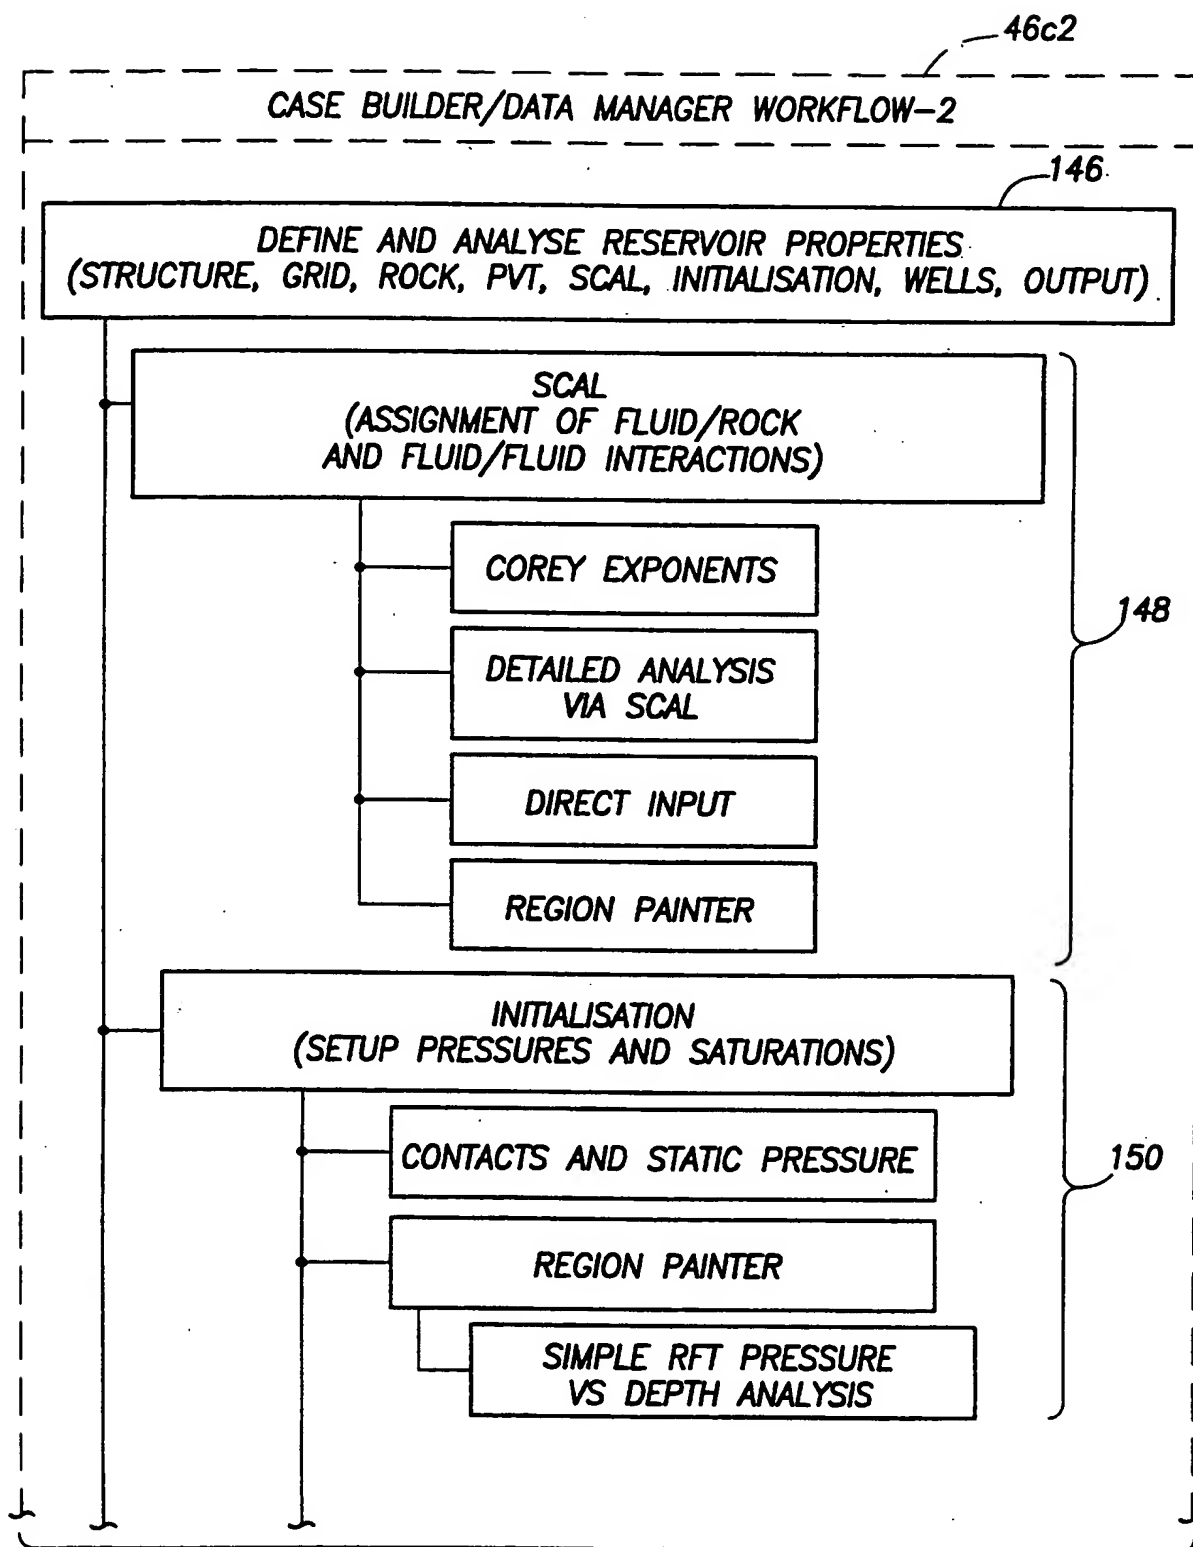 46c2
CASE BUILDER/DATA MANAGER WORKFLOW-2
146
DEFINE AND ANALYSE RESERVOIR PROPERTIES
(STRUCTURE, GRID, ROCK, PVT, SCAL, INITIALISATION, WELLS, OUTPUT)
SCAL
(ASSIGNMENT OF FLUID/ROCK
AND FLUID/FLUID INTERACTIONS)
COREY EXPONENTS
148
DETAILED ANALYSIS
VIA SCAL
DIRECT INPUT
REGION PAINTER
INITIALISATION
(SETUP PRESSURES AND SATURATIONS)
CONTACTS AND STATIC PRESSURE
150
REGION PAINTER
SIMPLE RFT PRESSURE
VS DEPTH ANALYSIS